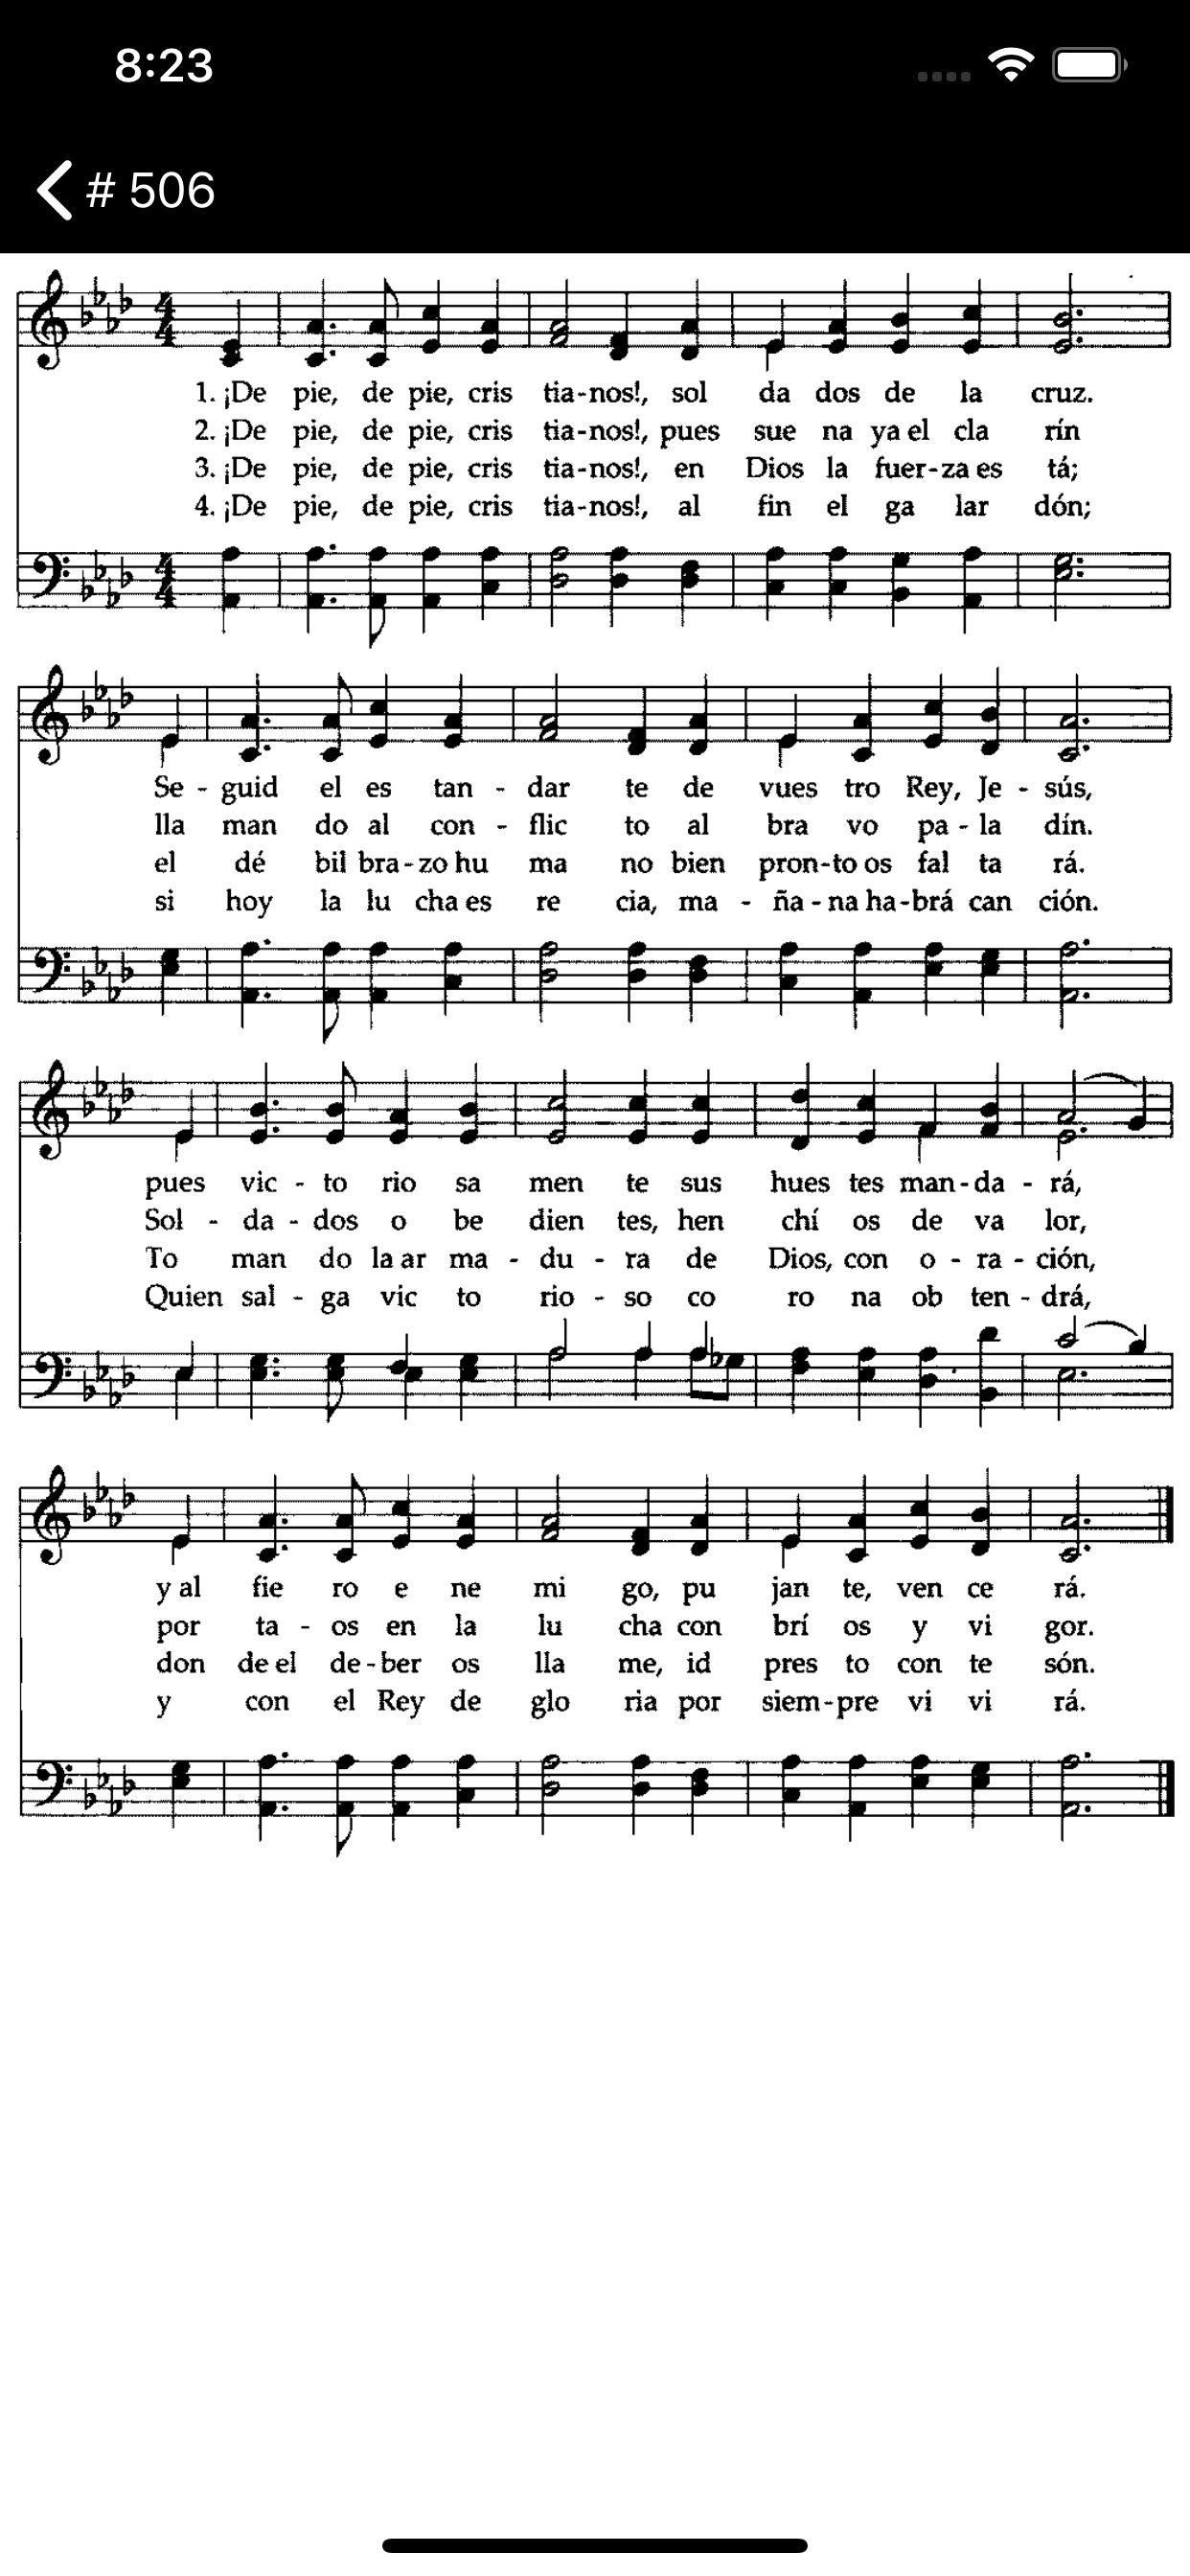 8:23
# 506
1. ¡De pie, de pie, cris tia-nos!, sol da dos de la cruz.
2. ¡De pie, de pie, cris tia-nos!, pues sue na ya el cla rín
3. ¡De pie, de pie, cris tia-nos!, en Dios la fuer-za es tá;
4. ¡De pie, de pie, cris tia-nos!, al fin el ga lar dón;
Se - guid el es tan - dar te de vues tro Rey, Je - sús,
lla man do al con - flic to al bra vo pa - la dín.
el dé bil bra-zo hu ma no bien pron-to os fal ta rá.
si hoy la lu cha es re cia, ma - ña-na ha-brá can ción.
pues vic - to rio sa men te sus hues tes man-da - rá,
Sol - da - dos o be dien tes, hen chí os de va lor,
To man do la ar ma - du - ra de Dios, con o - ra - ción,
Quien sal - ga vic to rio - so co ro na ob ten - drá,
y al fie ro e ne mi go, pu jan te, ven ce rá.
por ta - os en la lu cha con brí os y vi gor.
don de el de-ber os lla me, id pres to con te són.
y con el Rey de glo ria por siem-pre vi vi rá.